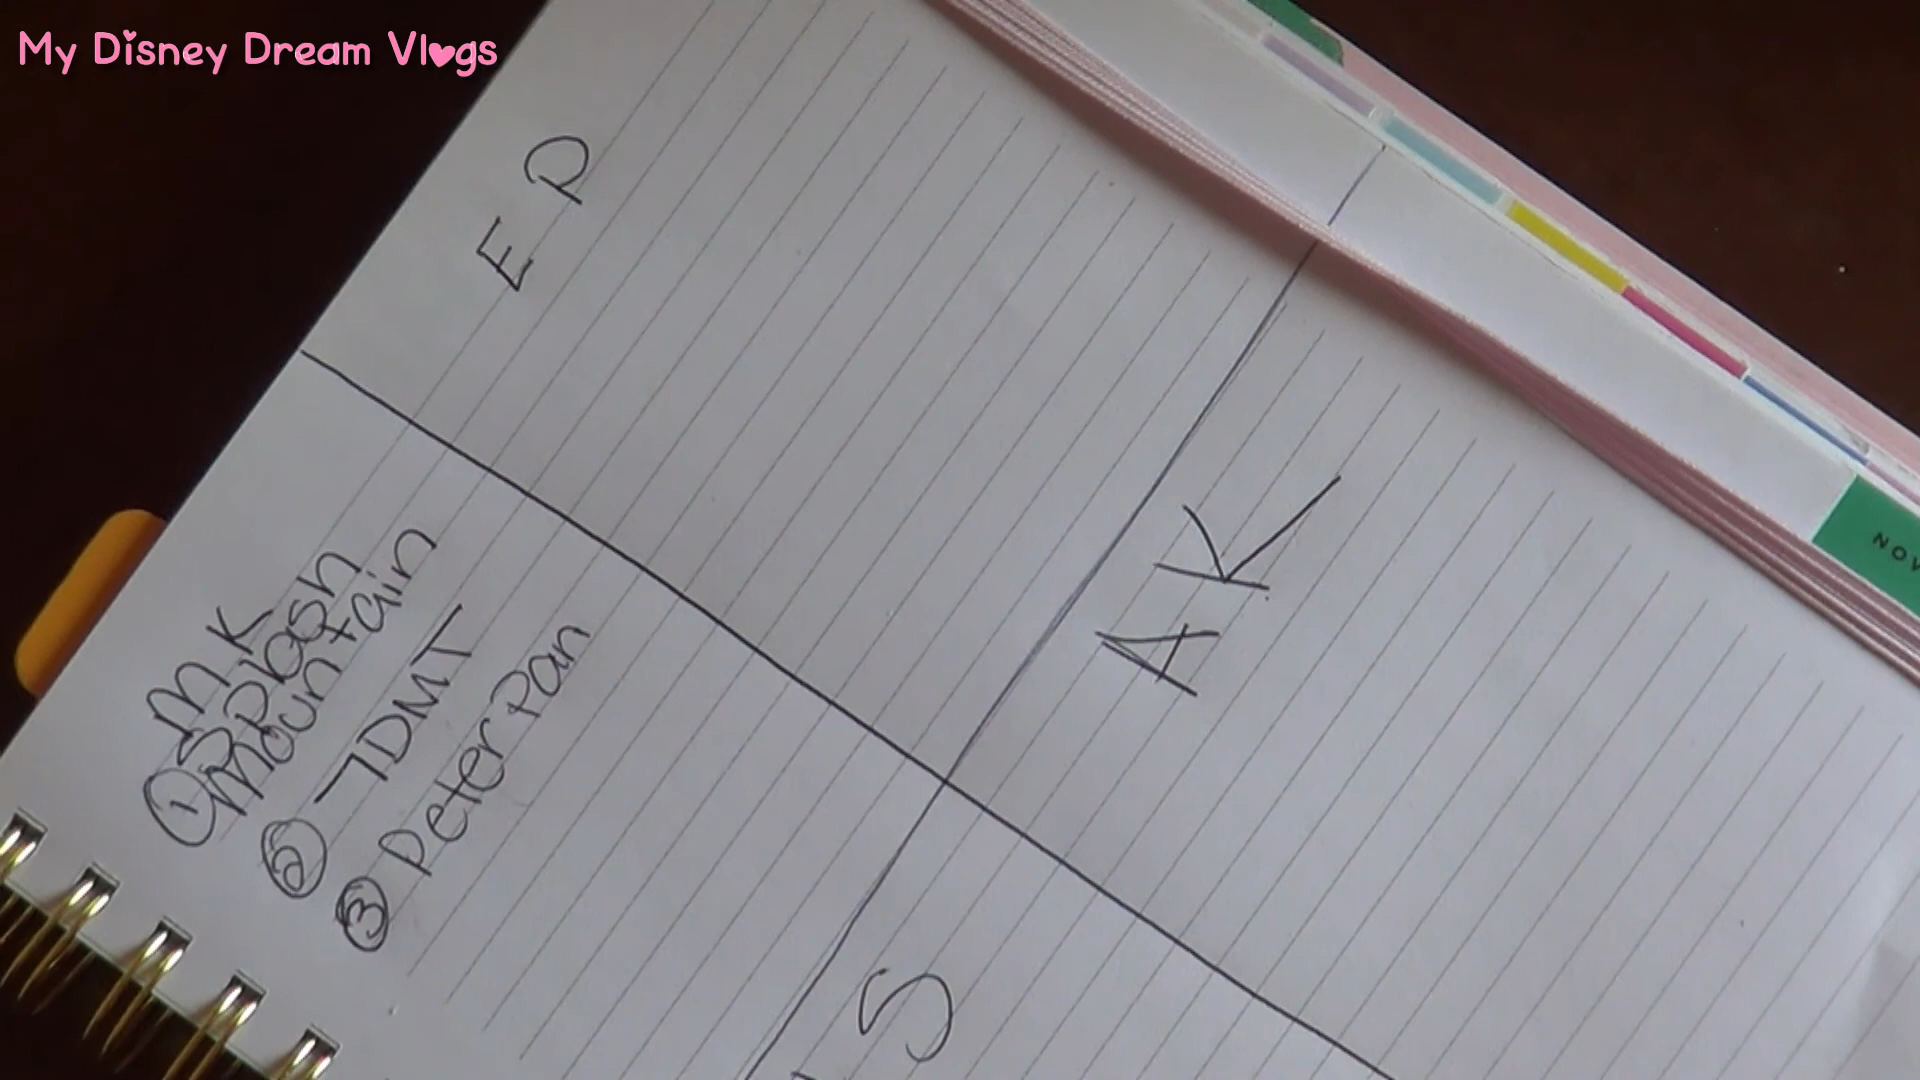 My Disney Dream Vlogs
EP
MK
① Splash
Mountain
② 7DMT
③ Peter Pan
AK
S
NOV